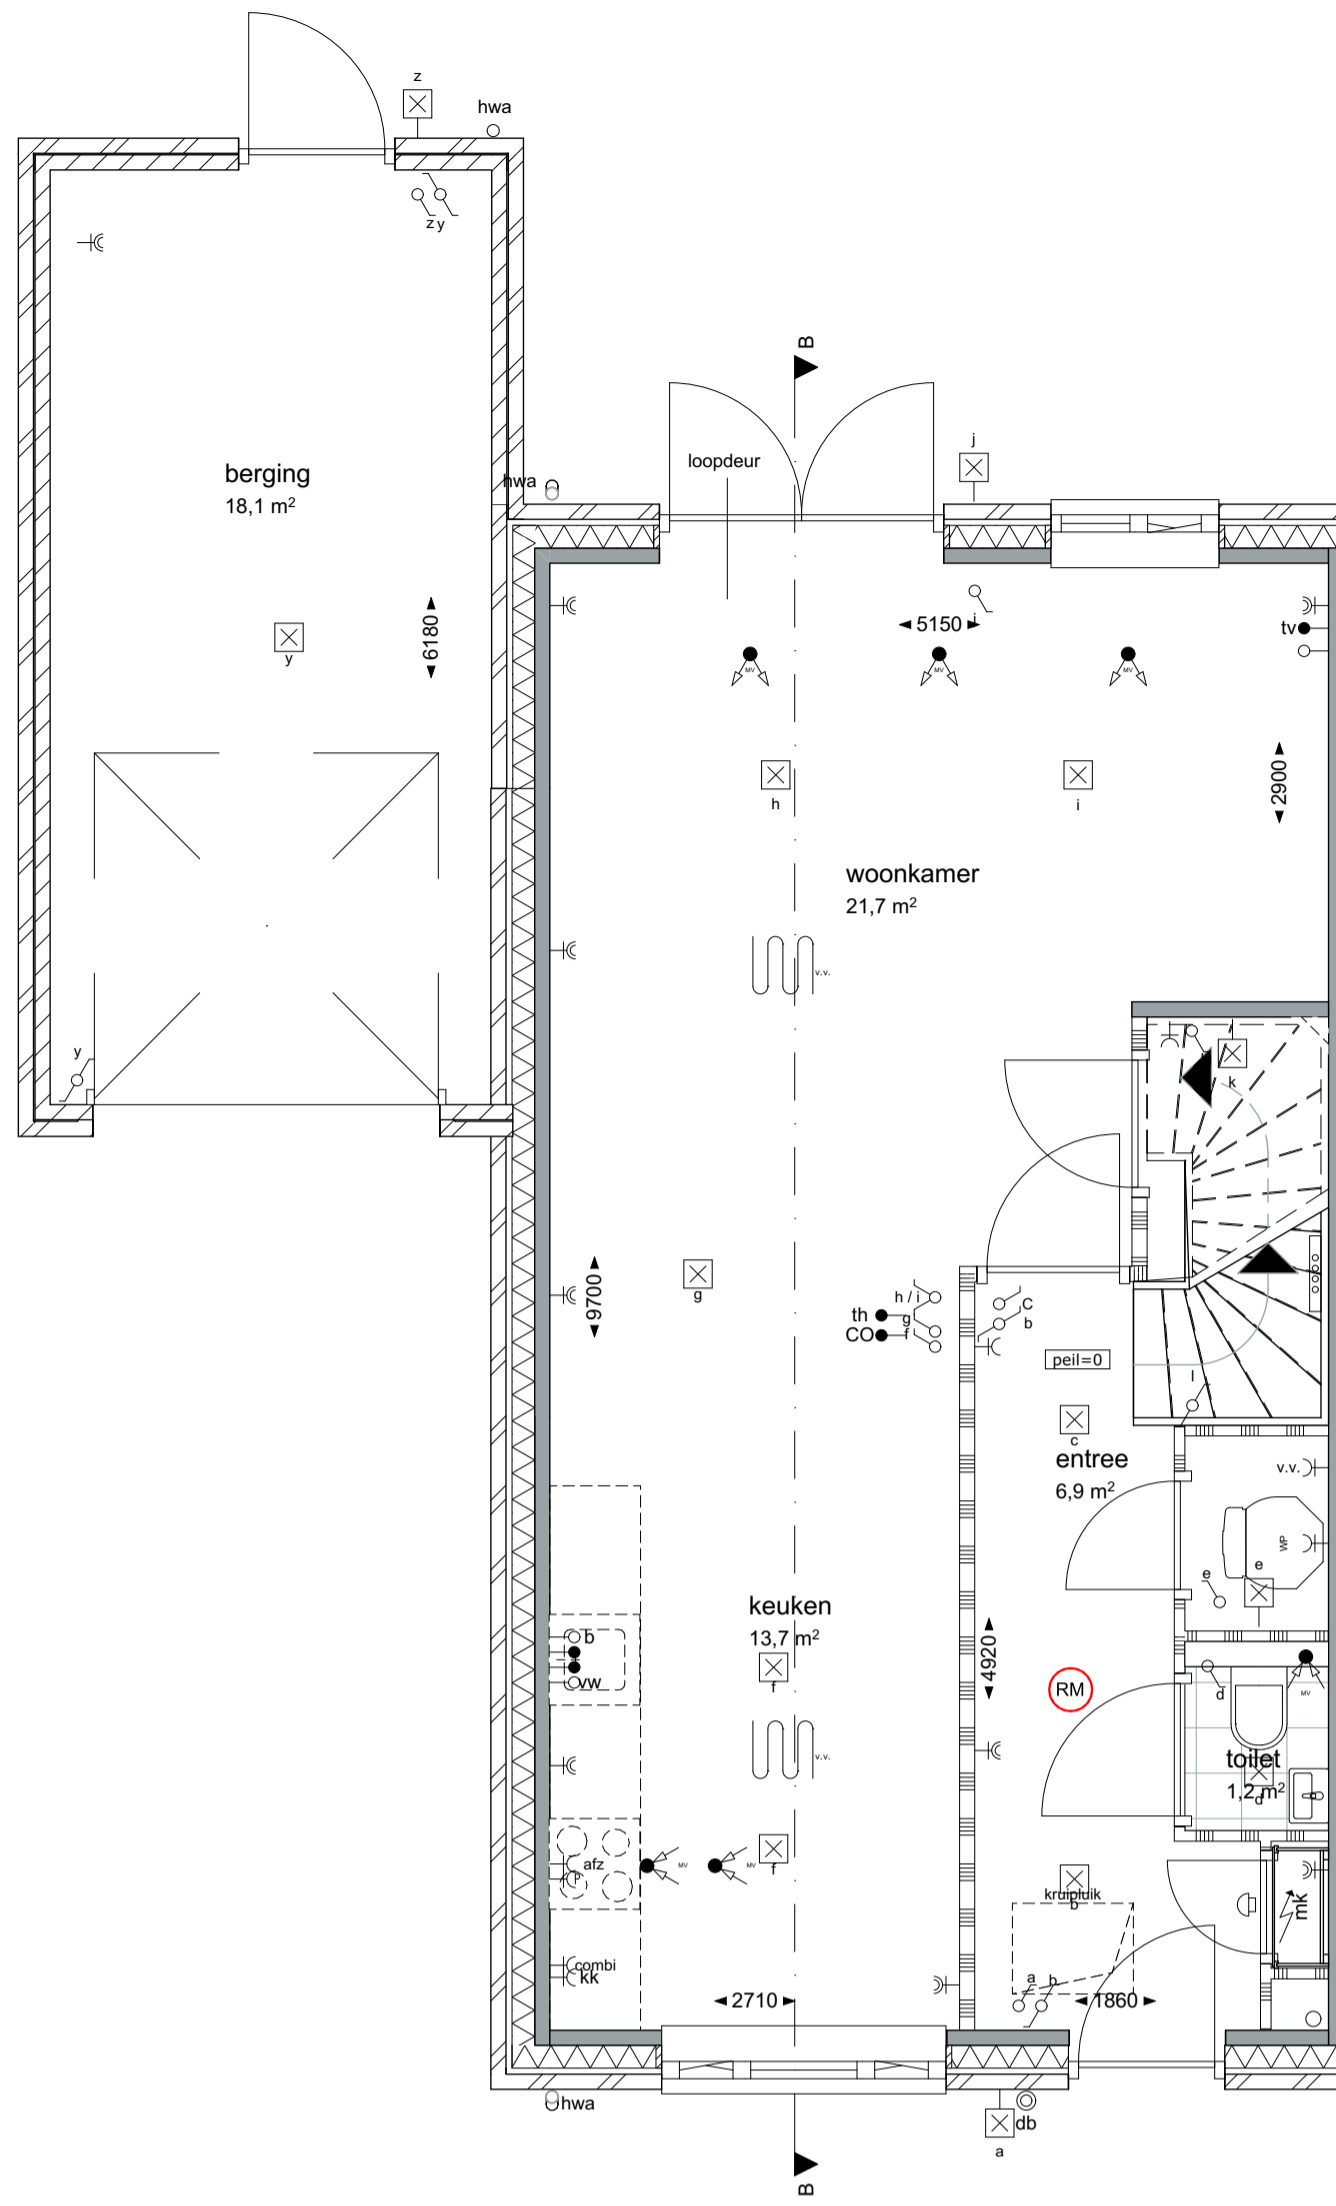 z
hwa
z y
B
j
loopdeur
berging
18,1 m²
hwa
5150
j
tv
6180
y
MV
MV
MV
2900
h
i
woonkamer
21,7 m²
v.v.
y
k
9700
g
h / i
th
g
CO
f
C
b
peil=0
l
c
entree
6,9 m²
v.v.
WP
e
e
keuken
13,7 m²
b
vw
f
4920
RM
d
MV
v.v.
toilet
1,2 m²
d
afz
P
MV
MV
f
kruipluik
b
mk
combi
kk
a
b
2710
1860
hwa
db
a
B